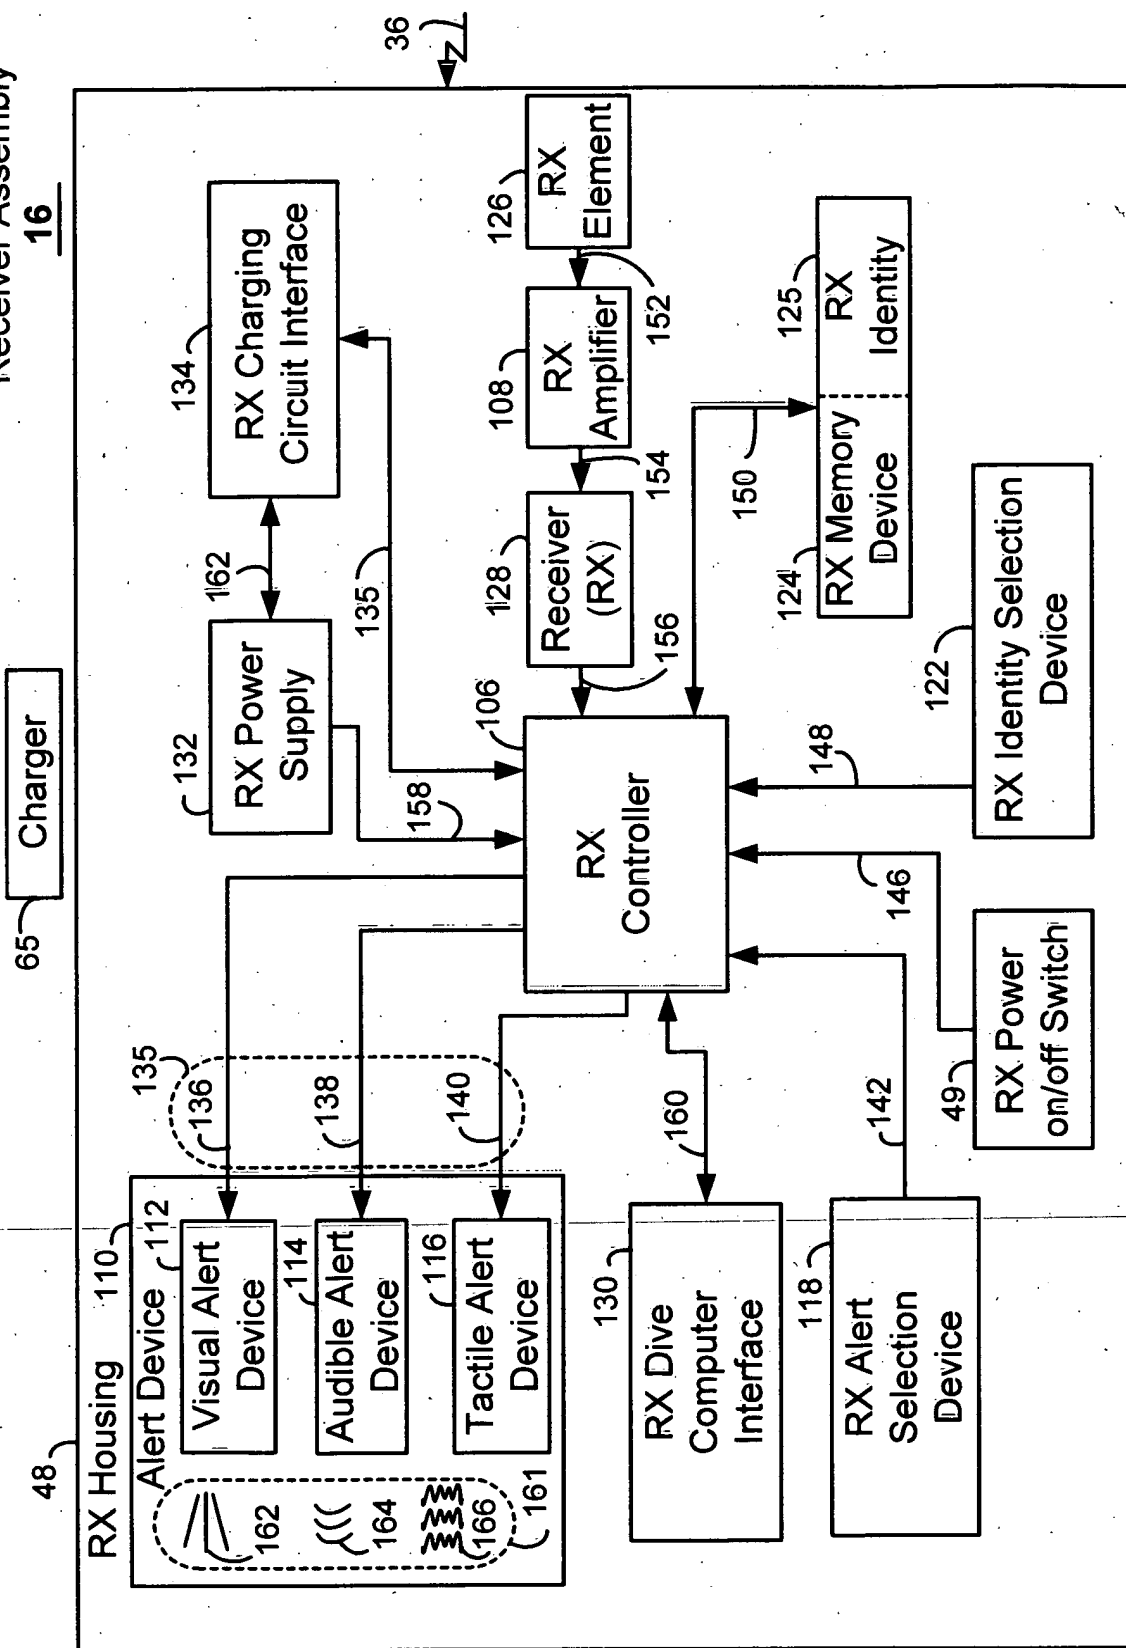 Receiver Assembly
16
36
Charger
65
48
RX Housing
110
Alert Device
112
Visual Alert
Device
114
Audible Alert
Device
116
Tactile Alert
Device
162
164
166
161
135
136
138
140
132
RX Power
Supply
162
134
RX Charging
Circuit Interface
158
135
106
RX
Controller
156
128
Receiver
(RX)
154
108
RX
Amplifier
152
126
RX
Element
150
124
RX Memory
Device
125
RX
Identity
130
RX Dive
Computer
Interface
160
118
RX Alert
Selection
Device
142
49
RX Power
on/off Switch
146
148
122
RX Identity Selection
Device